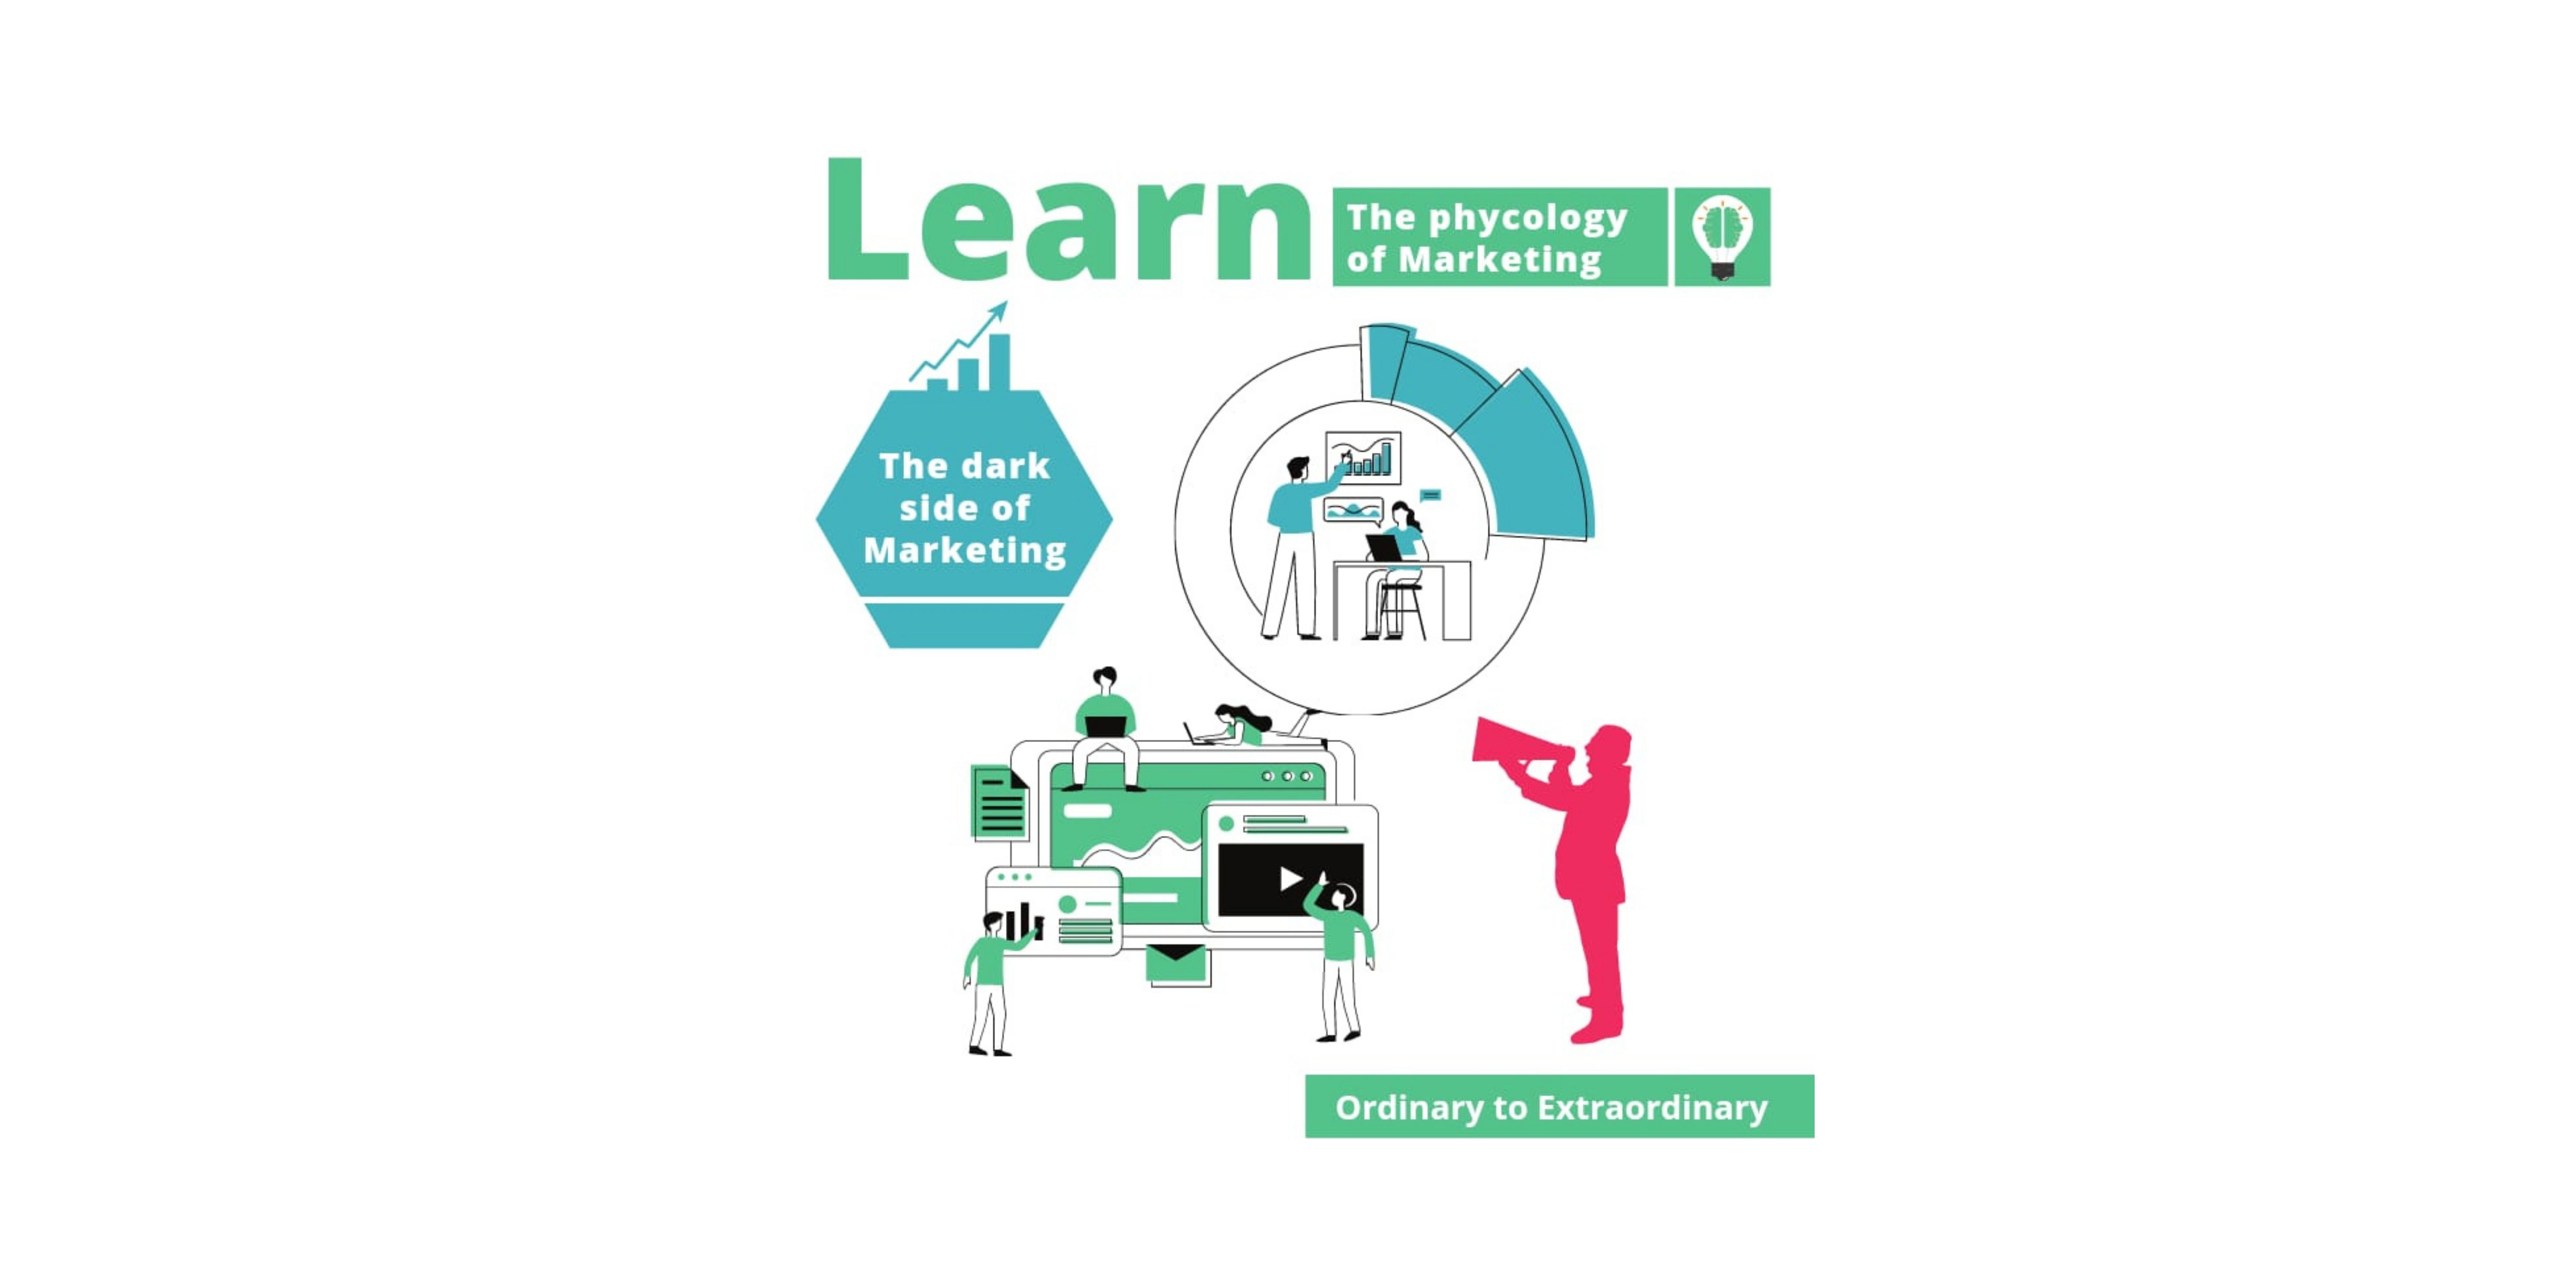 Learn
The phycology
of Marketing
The dark
side of
Marketing
Ordinary to Extraordinary